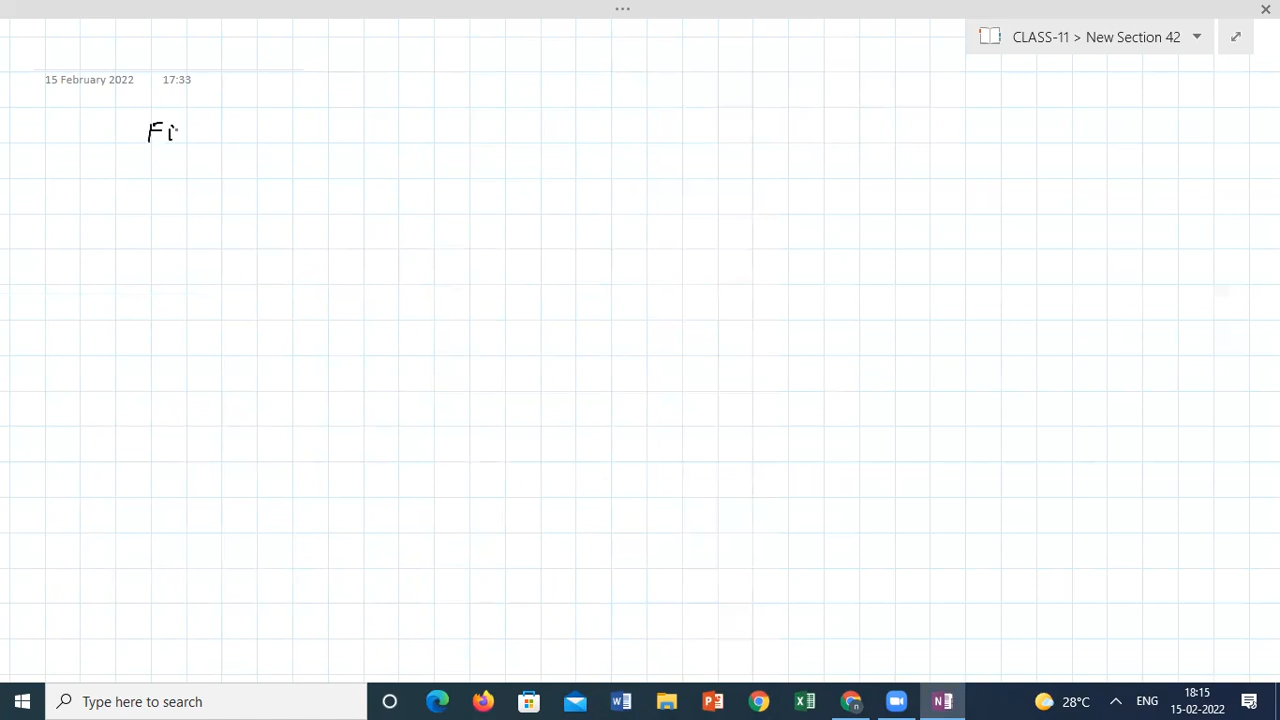 CLASS-11 > New Section 42
15 February 2022 17:33
Fi
Type here to search
28°C
ENG
18:15
15-02-2022